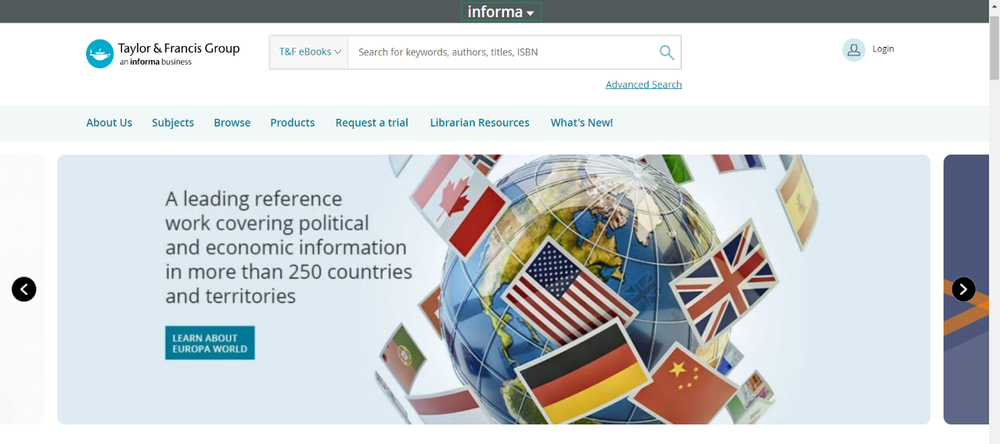 informa
Taylor & Francis Group
an informa business
T&F eBooks
Search for keywords, authors, titles, ISBN
Login
Advanced Search
About Us
Subjects
Browse
Products
Request a trial
Librarian Resources
What's New!
A leading reference
work covering political
and economic information
in more than 250 countries
and territories
LEARN ABOUT
EUROPA WORLD